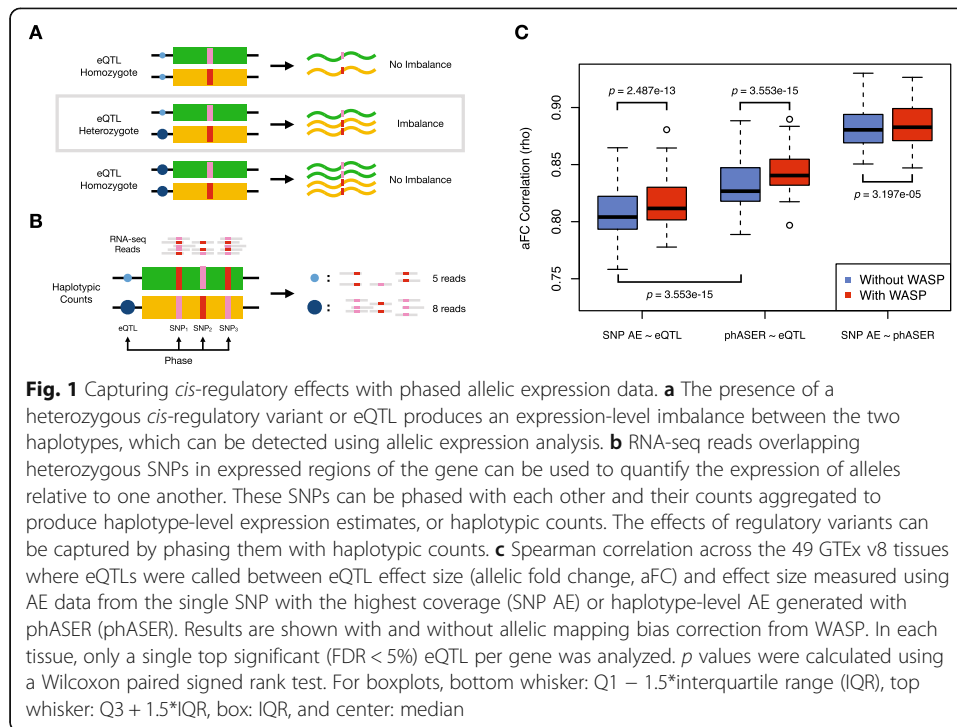 A
eQTL
Homozygote
No Imbalance
eQTL
Heterozygote
Imbalance
eQTL
Homozygote
No Imbalance
B
RNA-seq
Reads
Haplotypic
Counts
:
5 reads
:
8 reads
eQTL
SNP₁
SNP₂
SNP₃
Phase
C
aFC Correlation (rho)
0.90
0.85
0.80
0.75
p = 2.487e-13
p = 3.553e-15
p = 3.197e-05
p = 3.553e-15
Without WASP
With WASP
SNP AE ~ eQTL
phASER ~ eQTL
SNP AE ~ phASER
Fig. 1 Capturing cis-regulatory effects with phased allelic expression data. a The presence of a
heterozygous cis-regulatory variant or eQTL produces an expression-level imbalance between the two
haplotypes, which can be detected using allelic expression analysis. b RNA-seq reads overlapping
heterozygous SNPs in expressed regions of the gene can be used to quantify the expression of alleles
relative to one another. These SNPs can be phased with each other and their counts aggregated to
produce haplotype-level expression estimates, or haplotypic counts. The effects of regulatory variants can
be captured by phasing them with haplotypic counts. c Spearman correlation across the 49 GTEx v8 tissues
where eQTLs were called between eQTL effect size (allelic fold change, aFC) and effect size measured using
AE data from the single SNP with the highest coverage (SNP AE) or haplotype-level AE generated with
phASER (phASER). Results are shown with and without allelic mapping bias correction from WASP. In each
tissue, only a single top significant (FDR < 5%) eQTL per gene was analyzed. p values were calculated using
a Wilcoxon paired signed rank test. For boxplots, bottom whisker: Q1 − 1.5*interquartile range (IQR), top
whisker: Q3 + 1.5*IQR, box: IQR, and center: median